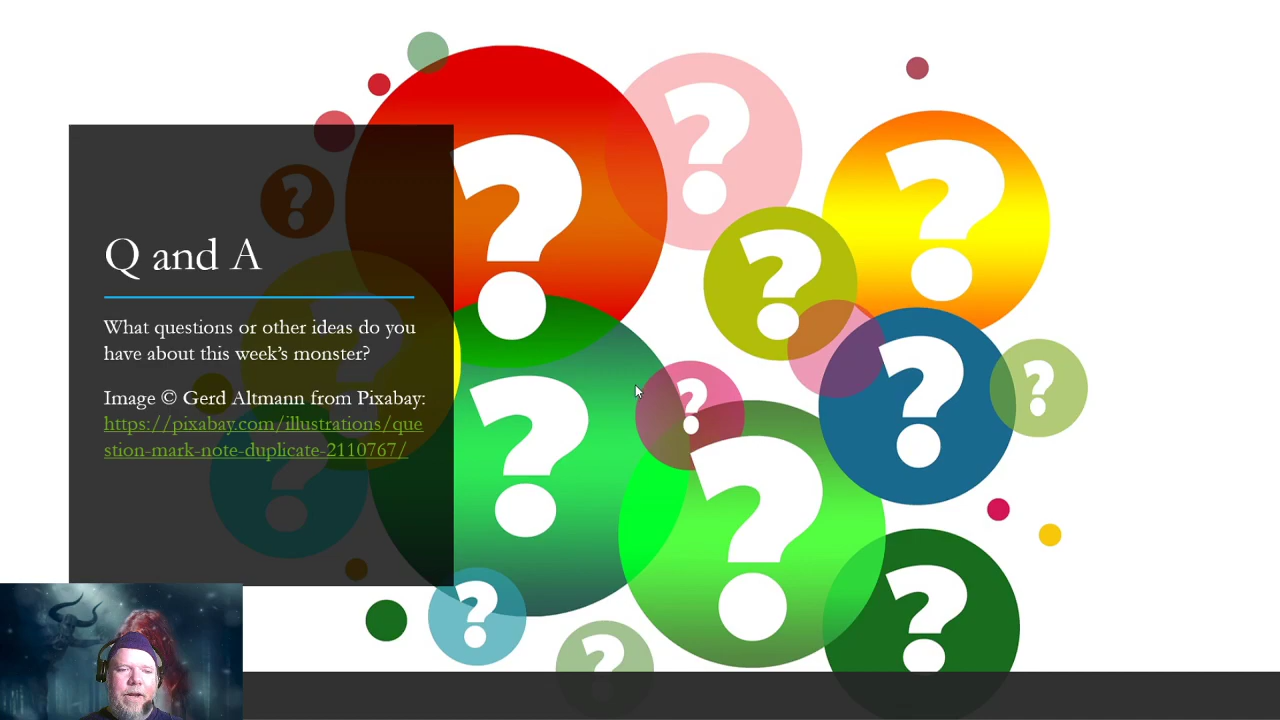 Q and A
What questions or other ideas do you
have about this week’s monster?
Image © Gerd Altmann from Pixabay:
https://pixabay.com/illustrations/que
stion-mark-note-duplicate-2110767/
?
?
?
?
?
?
?
?
?
?
?
?
?
?